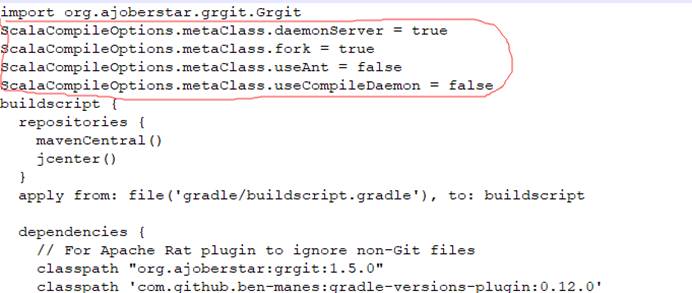 import org.ajoberstar.grgit.Grgit
ScalaCompileOptions.metaClass.daemonServer = true
ScalaCompileOptions.metaClass.fork = true
ScalaCompileOptions.metaClass.useAnt = false
ScalaCompileOptions.metaClass.useCompileDaemon = false
buildscript {
  repositories {
    mavenCentral()
    jcenter()
  }
  apply from: file('gradle/buildscript.gradle'), to: buildscript

  dependencies {
    // For Apache Rat plugin to ignore non-Git files
    classpath "org.ajoberstar:grgit:1.5.0"
    classpath 'com.github.ben-manes:gradle-versions-plugin:0.12.0'